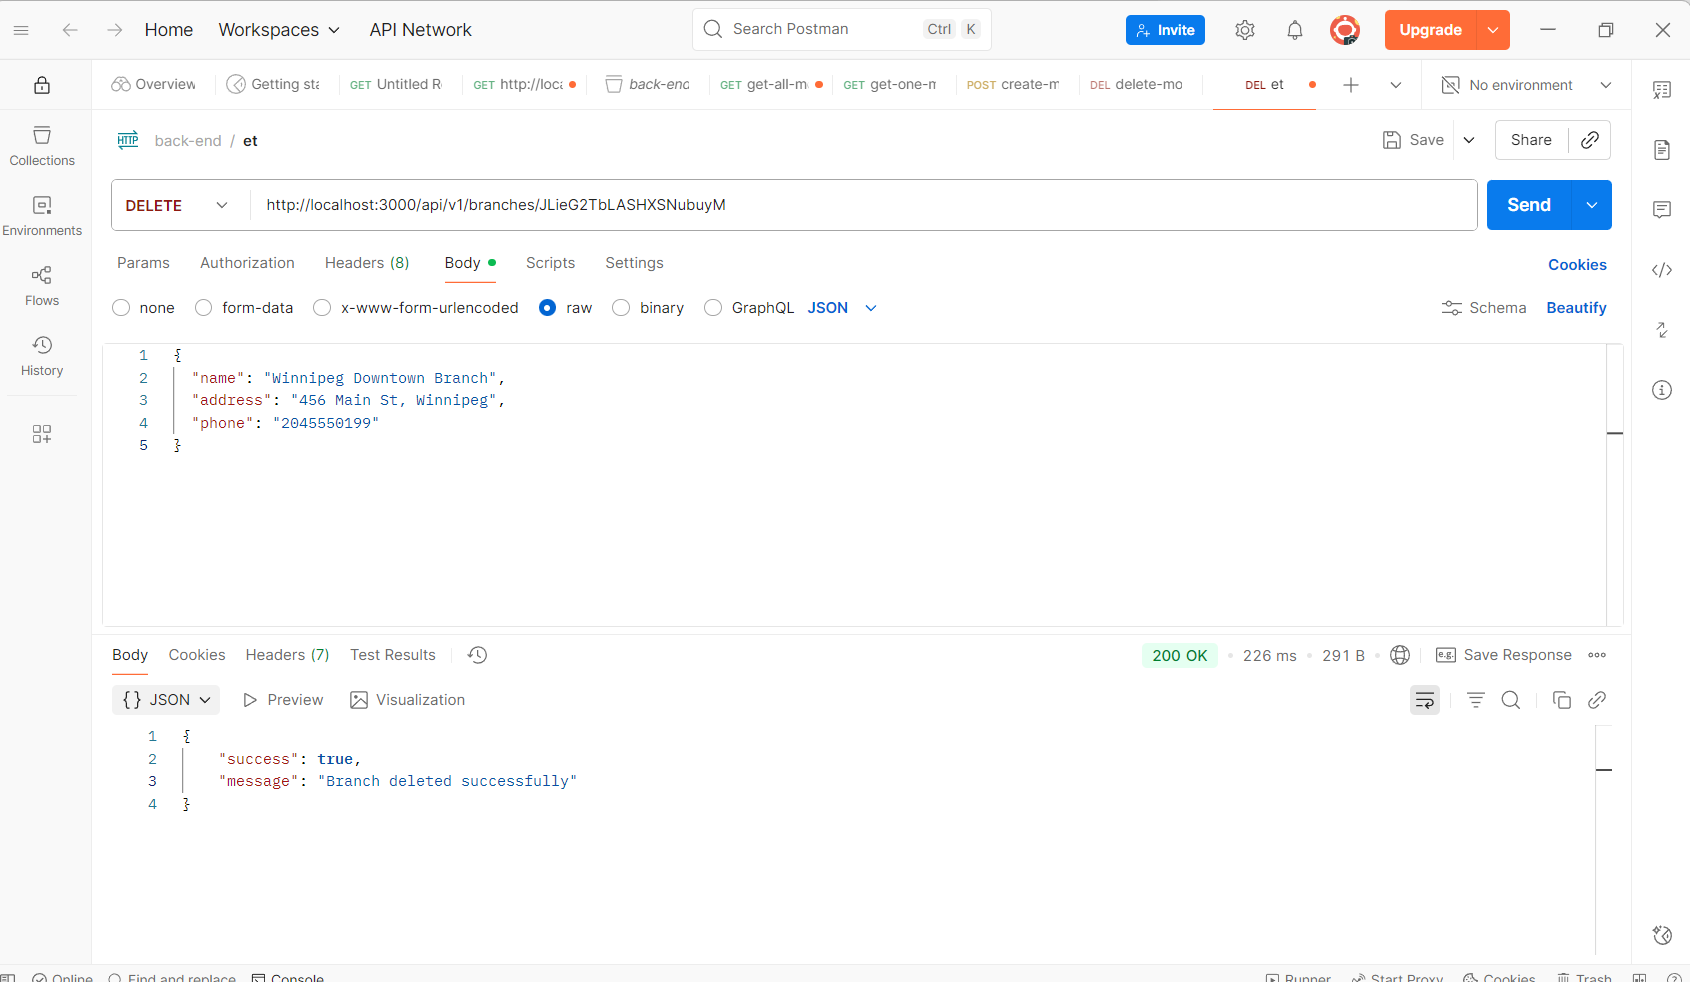 Home Workspaces API Network Search Postman Ctrl K Invite Upgrade
Overview Getting sta GET Untitled R GET http://loca back-end GET get-all-m GET get-one-m POST create-m DEL delete-mo DEL et No environment
HTTP back-end / et Save Share
DELETE http://localhost:3000/api/v1/branches/JLieG2TbLASHXSNubuyM Send
Collections
Environments
Flows
History
Params Authorization Headers (8) Body Scripts Settings Cookies
none form-data x-www-form-urlencoded raw binary GraphQL JSON Schema Beautify
1 {
2 "name": "Winnipeg Downtown Branch",
3 "address": "456 Main St, Winnipeg",
4 "phone": "2045550199"
5 }
Body Cookies Headers (7) Test Results 200 OK 226 ms 291 B e.g. Save Response
{} JSON Preview Visualization
1 {
2 "success": true,
3 "message": "Branch deleted successfully"
4 }
Online Find and replace Console Runner Start Proxy Cookies Trash